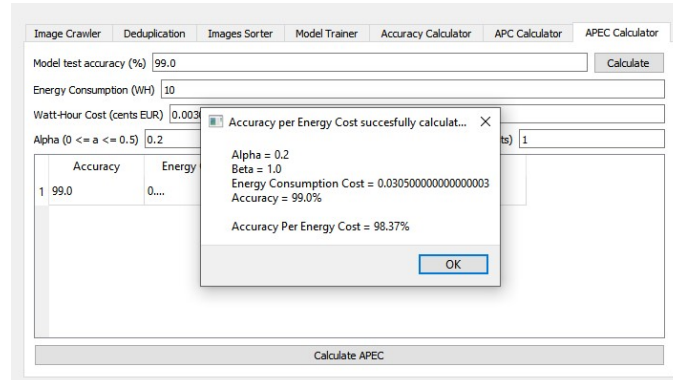 Image Crawler Deduplication Images Sorter Model Trainer Accuracy Calculator APC Calculator APEC Calculator
Model test accuracy (%) 99.0 Calculate
Energy Consumption (WH) 10
Watt-Hour Cost (cents EUR) 0.003
Alpha (0 <= a <= 0.5) 0.2 ts) 1
Accuracy Energy
1 99.0 0....
Accuracy per Energy Cost succesfully calculat...
Alpha = 0.2
Beta = 1.0
Energy Consumption Cost = 0.030500000000000003
Accuracy = 99.0%
Accuracy Per Energy Cost = 98.37%
OK
Calculate APEC